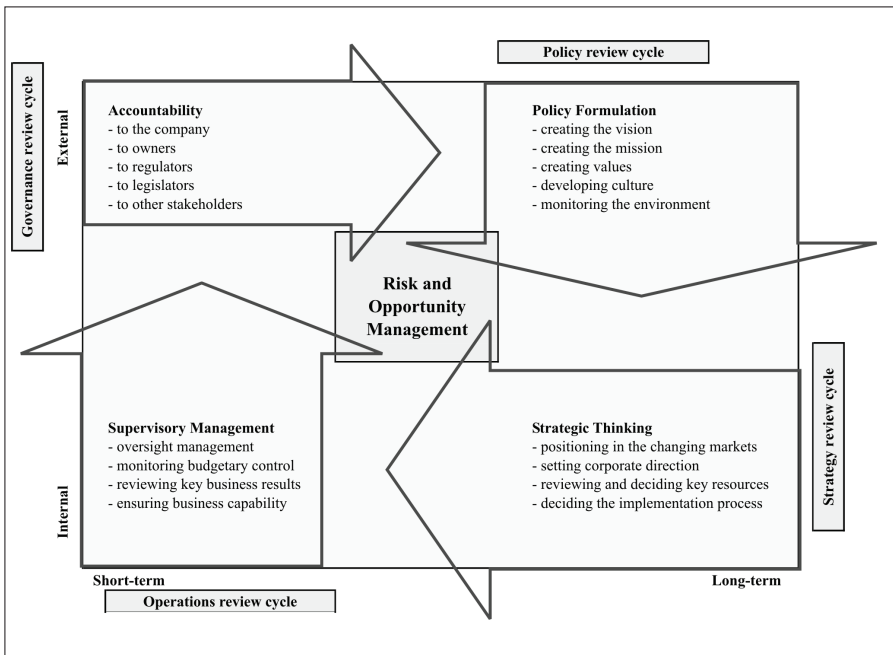 Policy review cycle
Governance review cycle
External
Accountability
- to the company
- to owners
- to regulators
- to legislators
- to other stakeholders
Policy Formulation
- creating the vision
- creating the mission
- creating values
- developing culture
- monitoring the environment
Risk and
Opportunity
Management
Internal
Supervisory Management
- oversight management
- monitoring budgetary control
- reviewing key business results
- ensuring business capability
Strategic Thinking
- positioning in the changing markets
- setting corporate direction
- reviewing and deciding key resources
- deciding the implementation process
Strategy review cycle
Short-term
Long-term
Operations review cycle